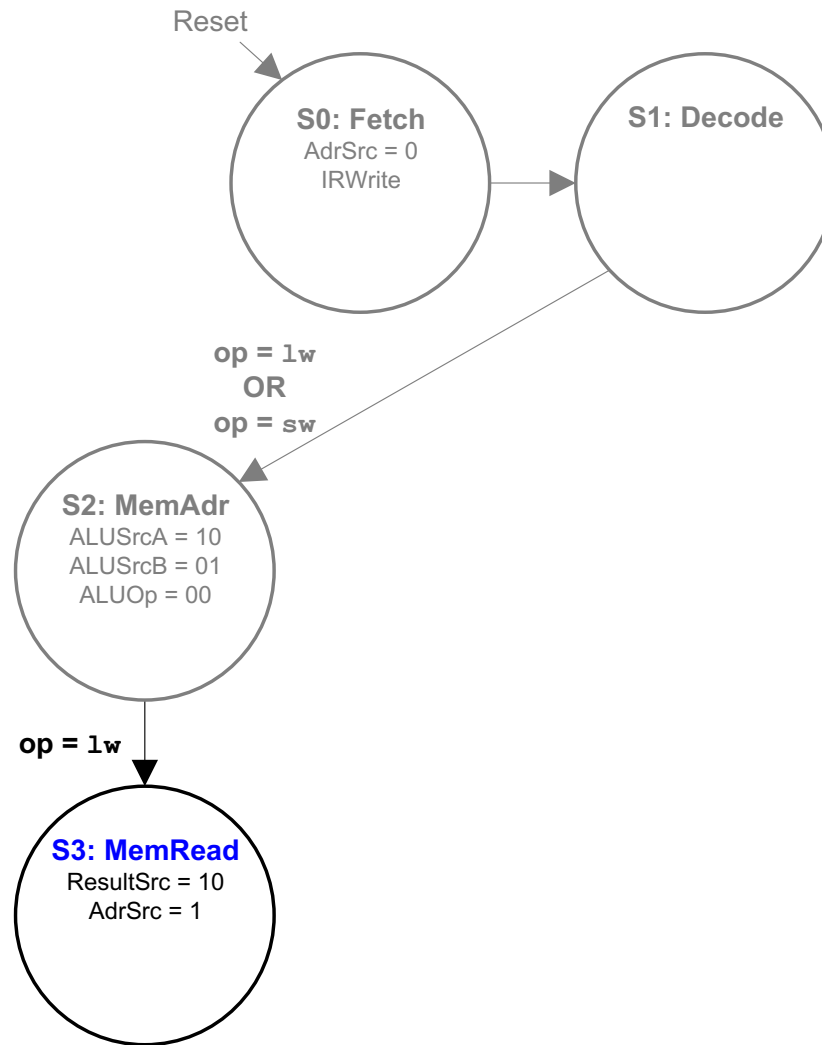 Reset
S0: Fetch
AdrSrc = 0
IRWrite
S1: Decode
op = lw
OR
op = sw
S2: MemAdr
ALUSrcA = 10
ALUSrcB = 01
ALUOp = 00
op = lw
S3: MemRead
ResultSrc = 10
AdrSrc = 1